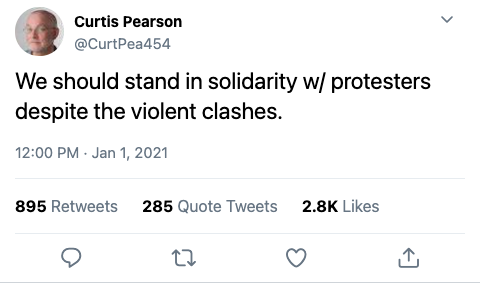 Curtis Pearson
@CurtPea454
We should stand in solidarity w/ protesters
despite the violent clashes.
12:00 PM · Jan 1, 2021
895 Retweets 285 Quote Tweets 2.8K Likes